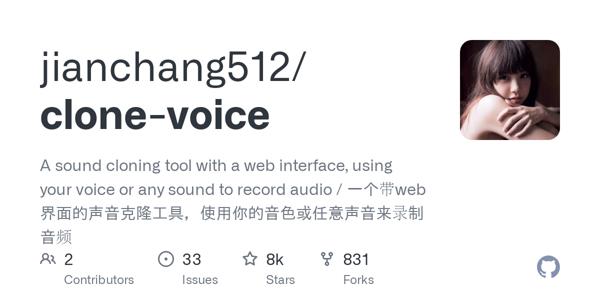 jianchang512/
clone-voice
A sound cloning tool with a web interface, using
your voice or any sound to record audio / 一个带web
界面的声音克隆工具，使用你的音色或任意声音来录制
音频
2 33 8k 831
Contributors Issues Stars Forks